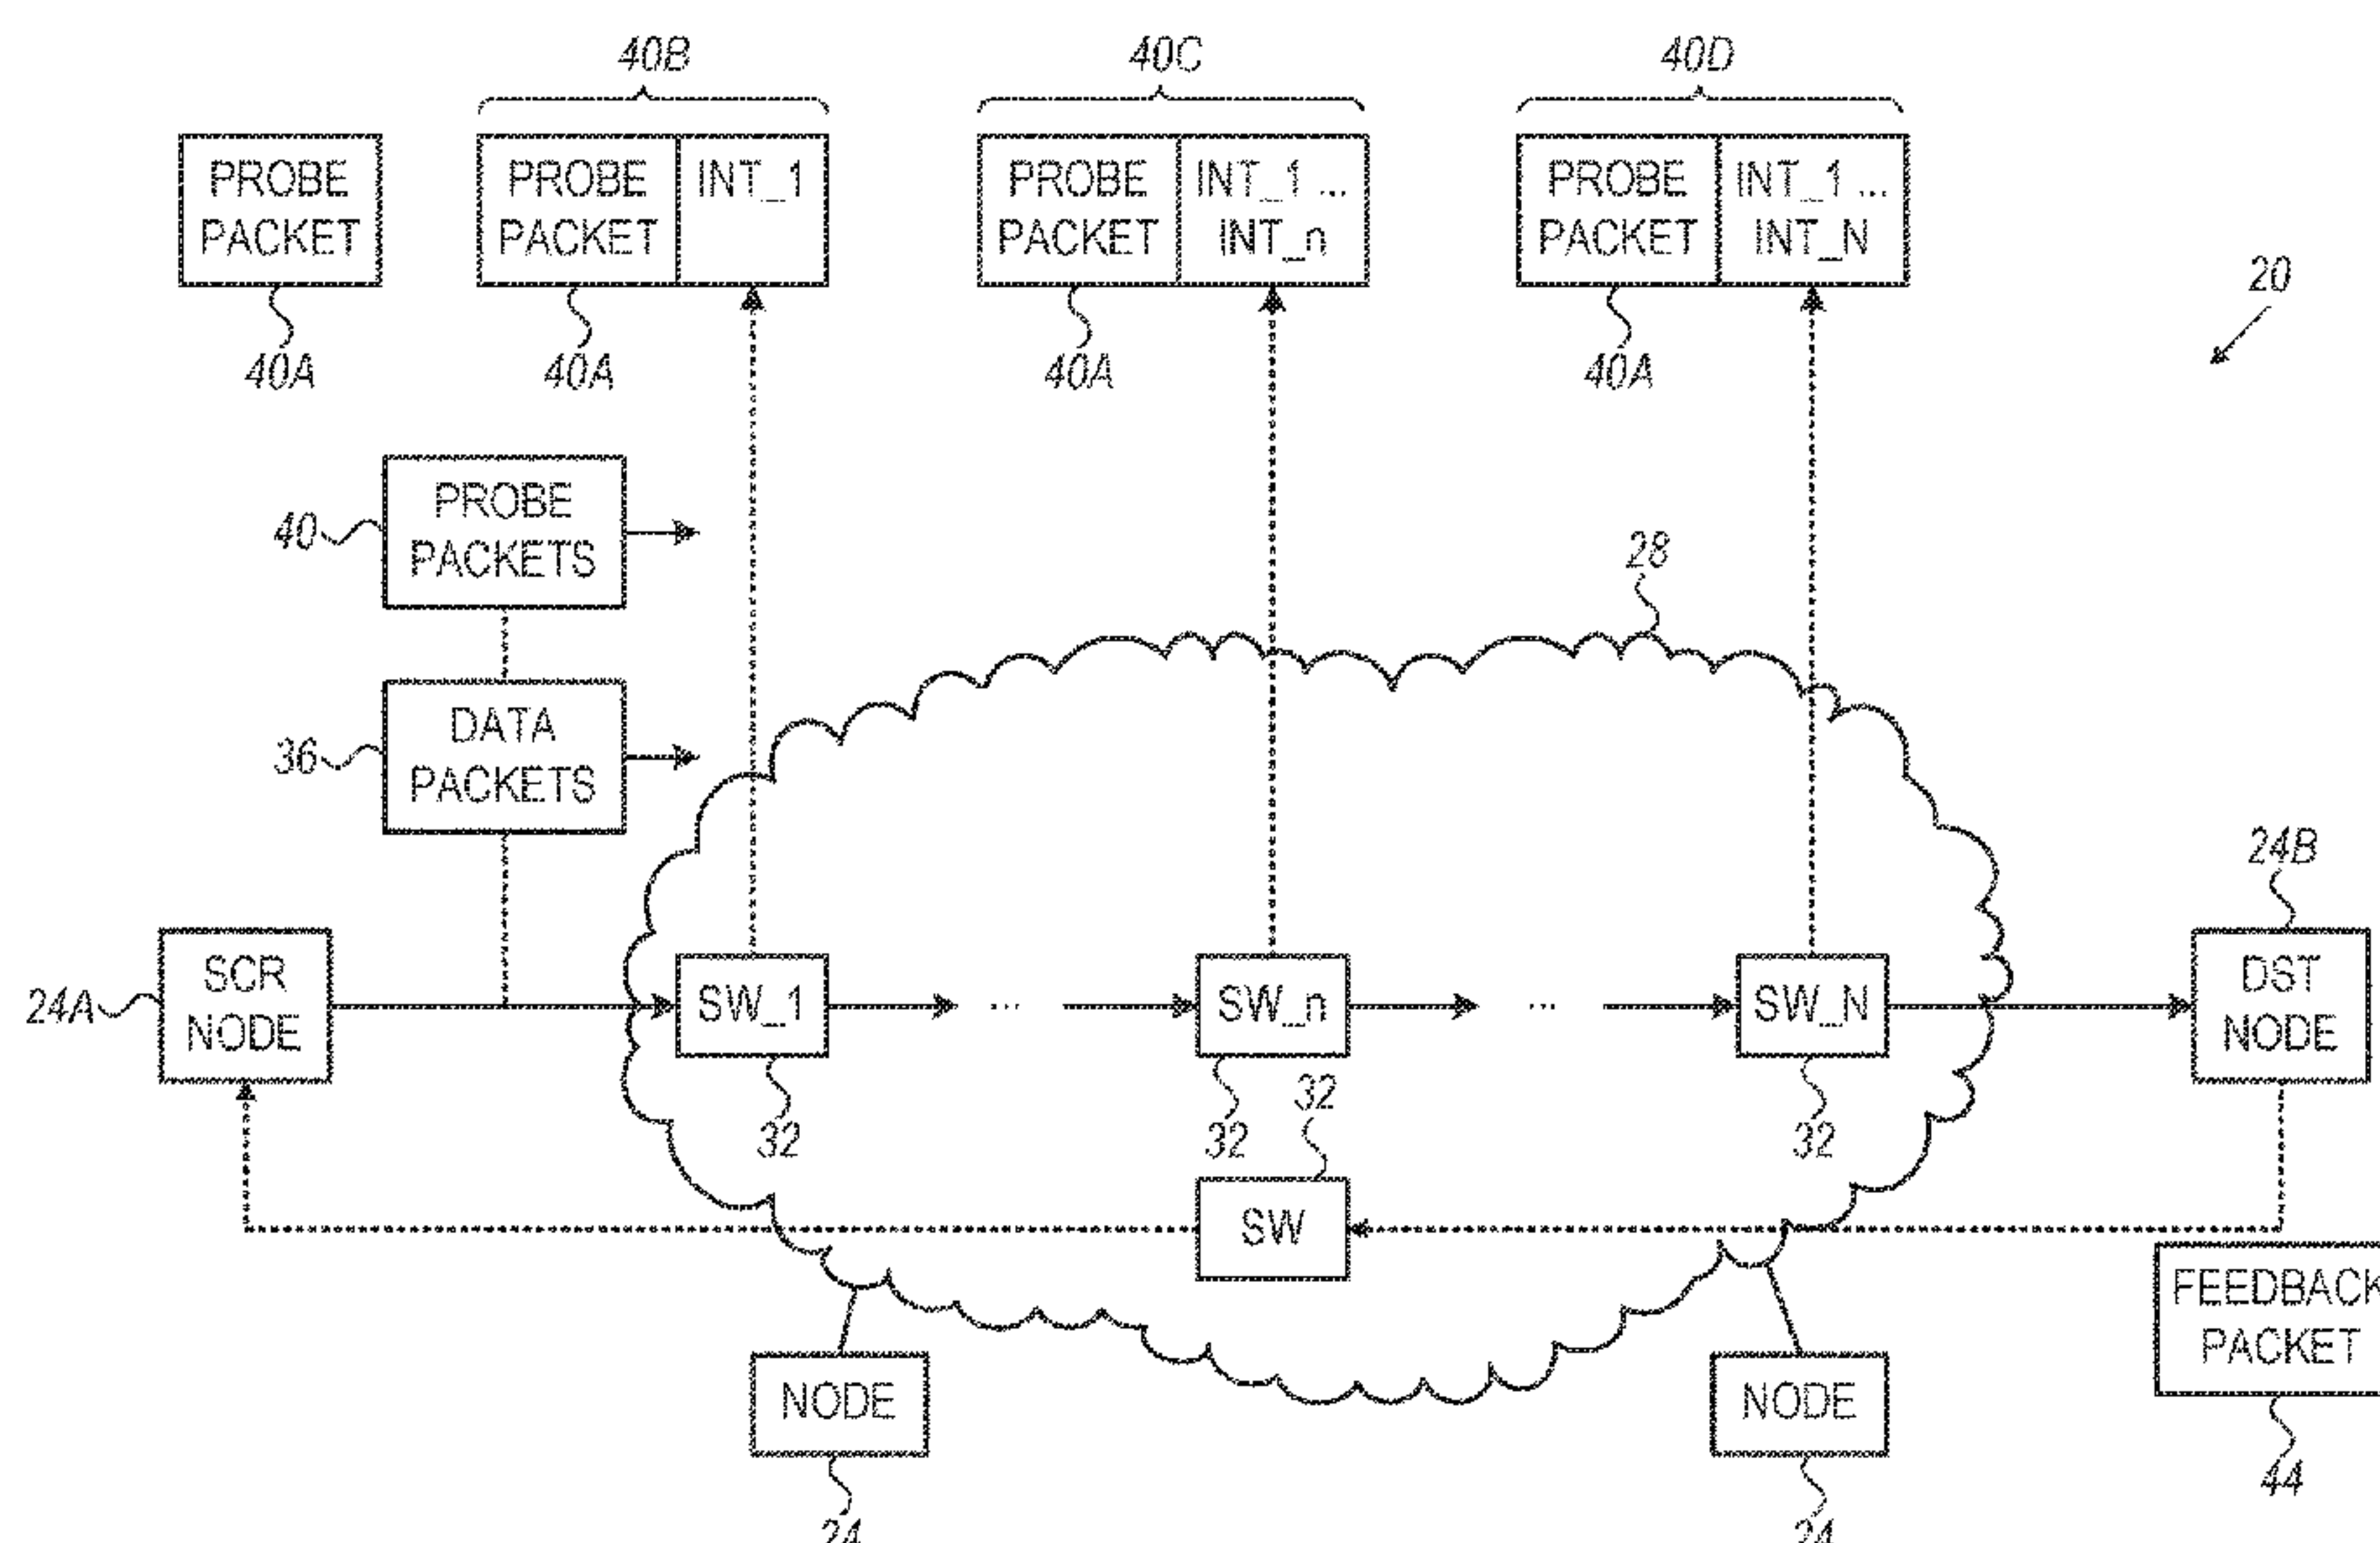 40B
40C
40D
PROBE
PACKET
PROBE
PACKET
INT_1
PROBE
PACKET
INT_1 ...
INT_n
PROBE
PACKET
INT_1 ...
INT_N
20
40A
40A
40A
40A
40
PROBE
PACKETS
28
36
DATA
PACKETS
24B
24A
SCR
NODE
SW_1
...
SW_n
...
SW_N
DST
NODE
32
32
32
32
SW
FEEDBACK
PACKET
NODE
NODE
44
24
24